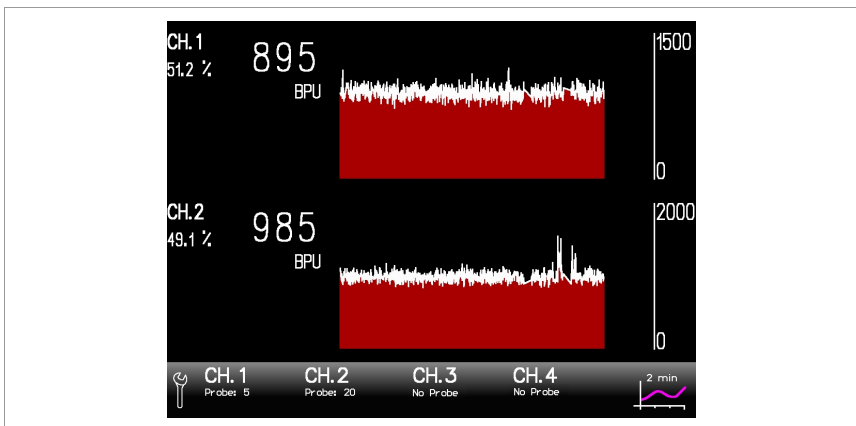 CH.1
51.2 %
895
BPU
1500
0
CH.2
49.1 %
985
BPU
2000
0
CH.1
Probe: 5
CH.2
Probe: 20
CH.3
No Probe
CH.4
No Probe
2 min